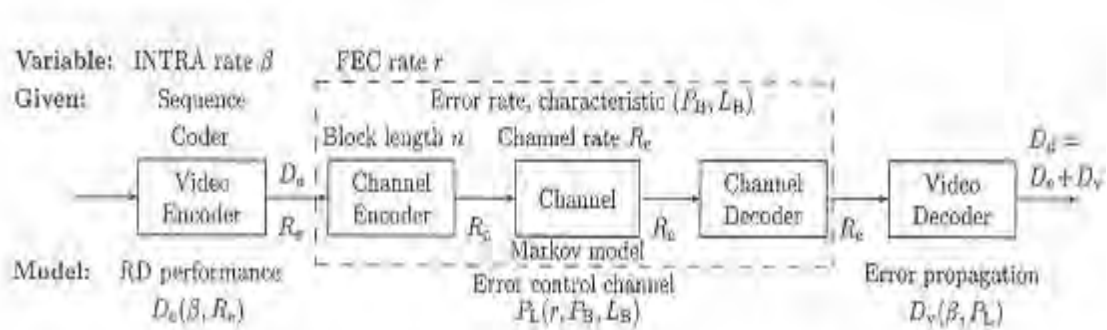 Variable: INTRA rate β FEC rate r
Given: Sequence Error rate, characteristic (P_B, L_B)
Coder Block length n Channel rate R_c D_d =
Video Encoder D_e Channel Encoder Channel Channel Decoder Video Decoder D_e + D_v
R_e R_c R_c R_e
Markov model
Model: RD performance Error control channel Error propagation
D_e(β, R_e) P_L(r, P_B, L_B) D_v(β, P_L)